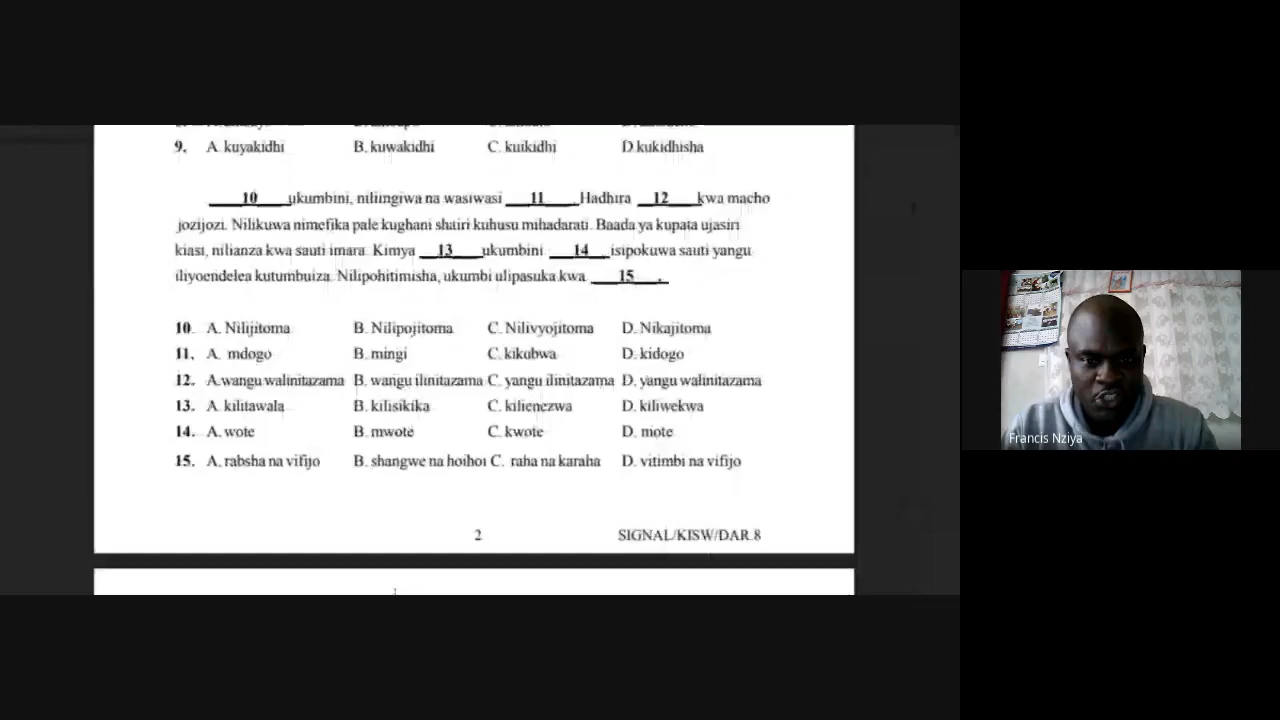 9. A. kuyakidhi B. kuwakidhi C. kuikidhi D.kukidhisha
10 ukumbini, niliingiwa na wasiwasi 11 .Hadhira 12 kwa macho
jozijozi. Nilikuwa nimefika pale kughani shairi kuhusu mihadarati. Baada ya kupata ujasiri
kiasi, nilianza kwa sauti imara. Kimya 13 ukumbini 14 isipokuwa sauti yangu
iliyoendelea kutumbuiza. Nilipohitimisha, ukumbi ulipasuka kwa 15 .
10. A. Nilijitoma B. Nilipojitoma C. Nilivyojitoma D. Nikajitoma
11. A. mdogo B. mingi C. kikubwa D. kidogo
12. A.wangu walinitazama B. wangu ilinitazama C. yangu ilinitazama D. yangu walinitazama
13. A. kilitawala B. kilisikika C. kilienezwa D. kiliwekwa
14. A. wote B. mwote C. kwote D. mote
15. A. rabsha na vifijo B. shangwe na hoihoi C. raha na karaha D. vitimbi na vifijo
2 SIGNAL/KISW/DAR.8
Francis Nziya